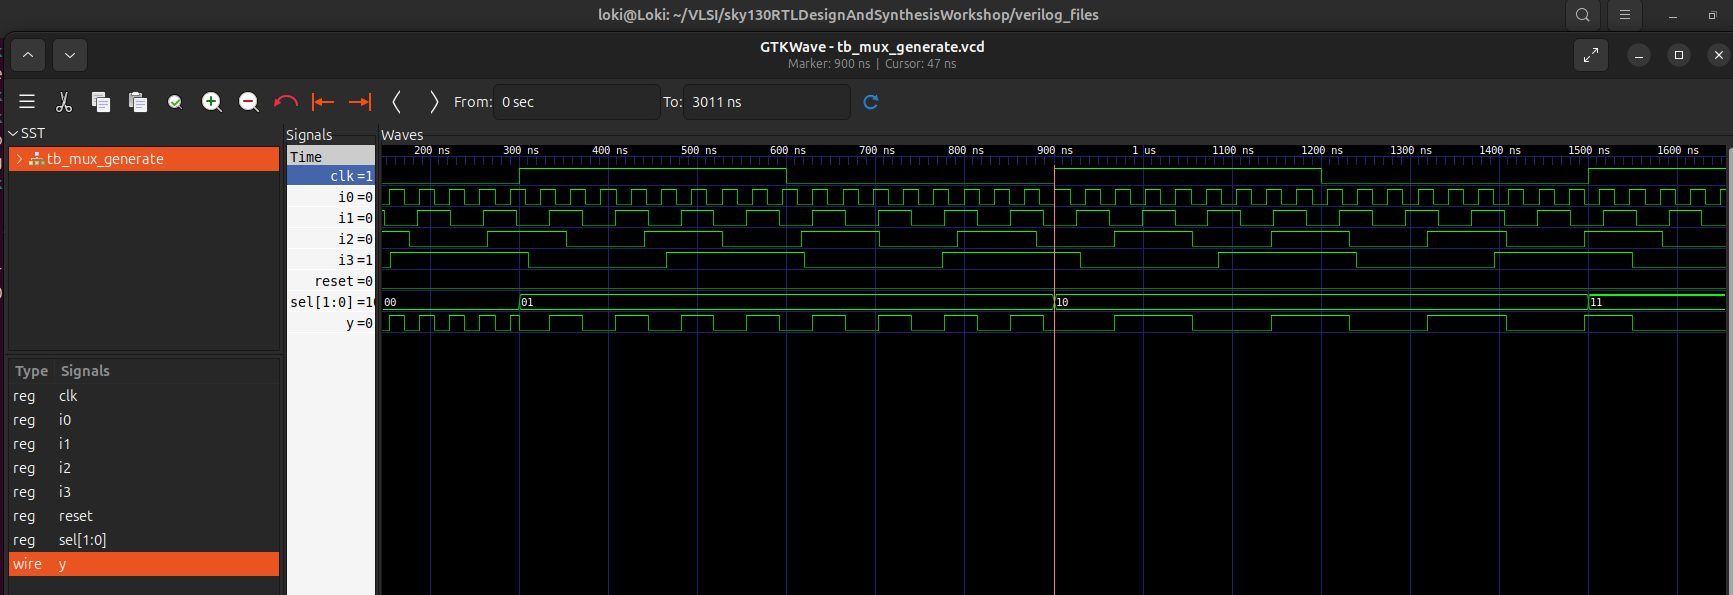 loki@Loki: ~/VLSI/sky130RTLDesignAndSynthesisWorkshop/verilog_files
GTKWave - tb_mux_generate.vcd
Marker: 900 ns | Cursor: 47 ns
From: 0 sec To: 3011 ns
SST
tb_mux_generate
Type Signals
reg clk
reg i0
reg i1
reg i2
reg i3
reg reset
reg sel[1:0]
wire y
Signals
Time
clk=1
i0=0
i1=0
i2=0
i3=1
reset=0
sel[1:0]=10
y=0
Waves
200 ns 300 ns 400 ns 500 ns 600 ns 700 ns 800 ns 900 ns 1 us 1100 ns 1200 ns 1300 ns 1400 ns 1500 ns 1600 ns
00 01 10 11